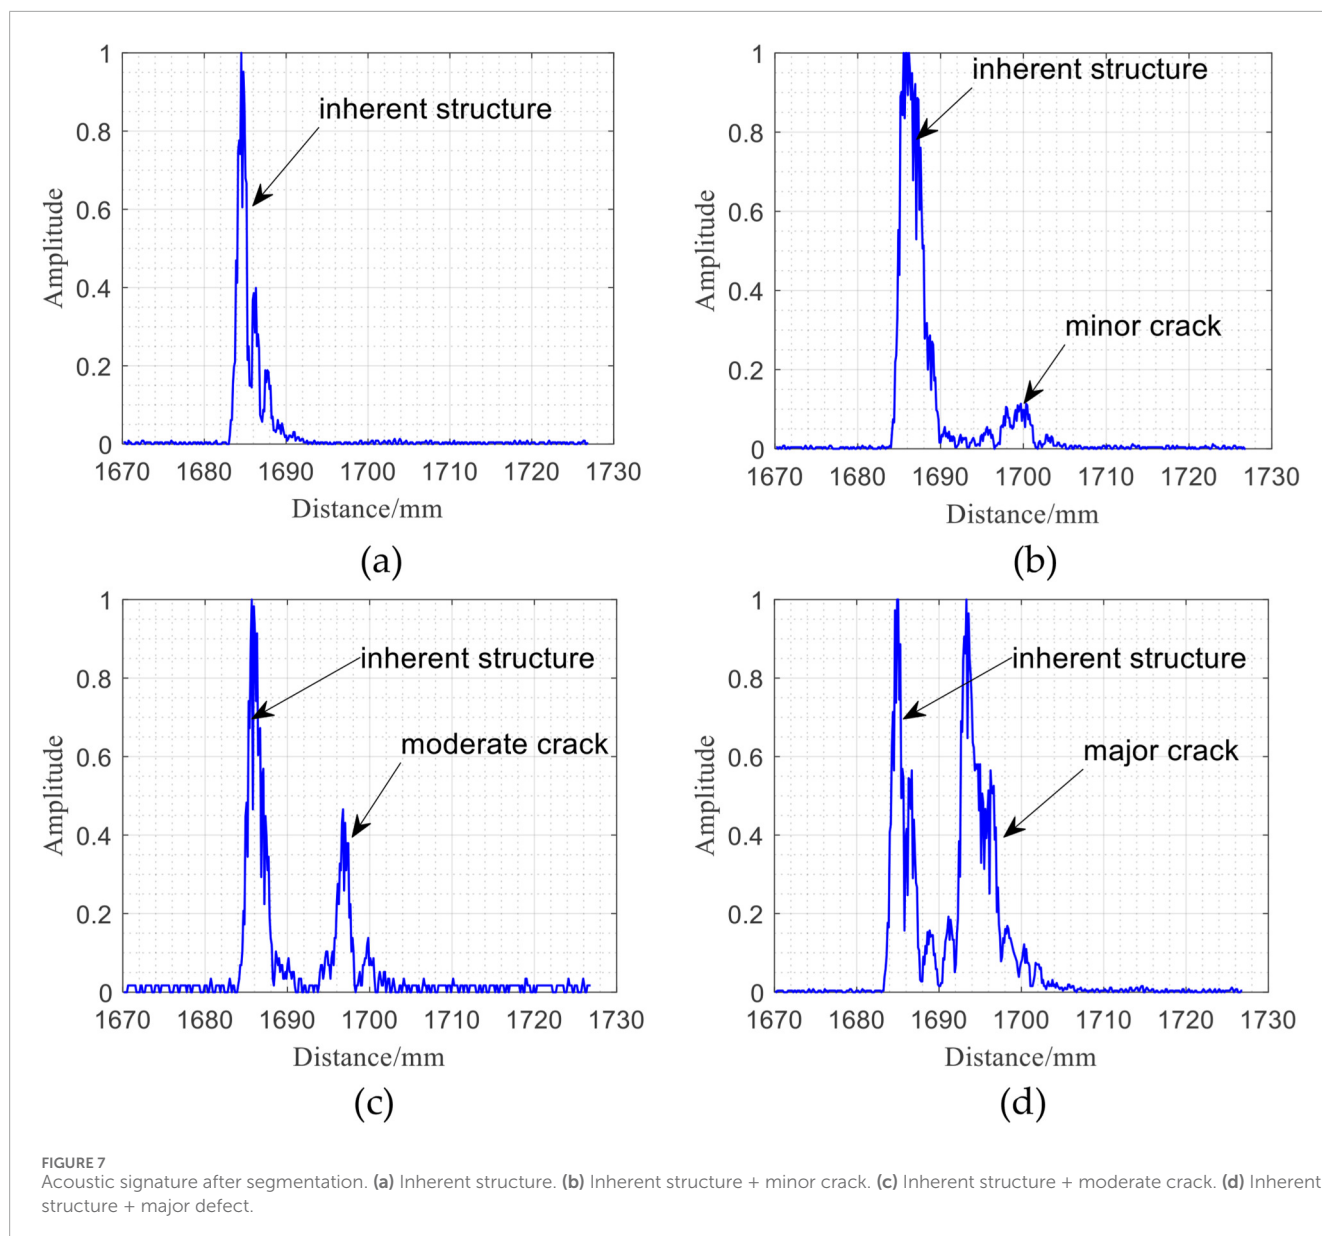 1
0.8
0.6
0.4
0.2
0
Amplitude
inherent structure
1670 1680 1690 1700 1710 1720 1730
Distance/mm
(a)
1
0.8
0.6
0.4
0.2
0
Amplitude
inherent structure
minor crack
1670 1680 1690 1700 1710 1720 1730
Distance/mm
(b)
1
0.8
0.6
0.4
0.2
0
Amplitude
inherent structure
moderate crack
1670 1680 1690 1700 1710 1720 1730
Distance/mm
(c)
1
0.8
0.6
0.4
0.2
0
Amplitude
inherent structure
major crack
1670 1680 1690 1700 1710 1720 1730
Distance/mm
(d)
FIGURE 7
Acoustic signature after segmentation. (a) Inherent structure. (b) Inherent structure + minor crack. (c) Inherent structure + moderate crack. (d) Inherent
structure + major defect.